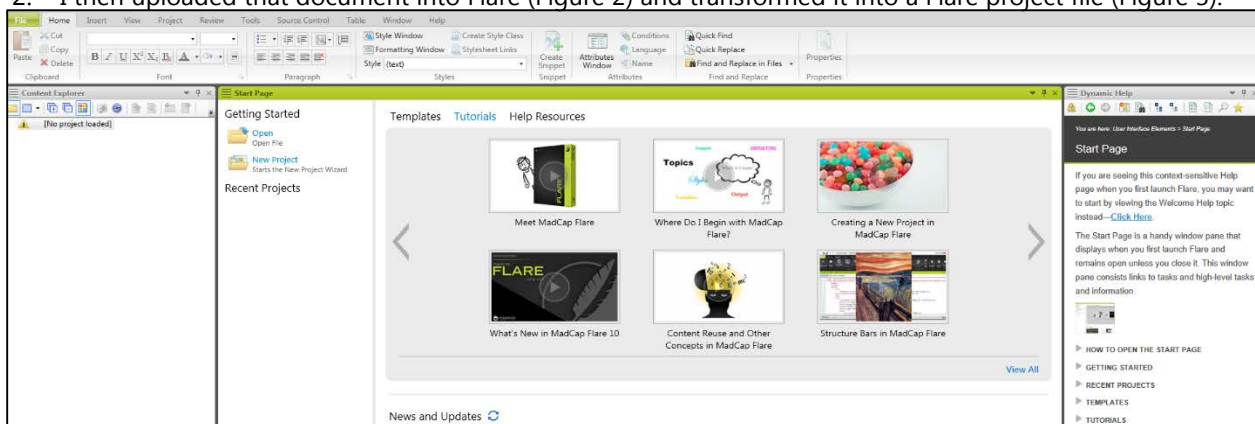 2. I then uploaded that document into Flare (Figure 2) and transformed it into a Flare project file (Figure 3).
File Home Insert View Project Review Tools Source Control Table Window Help
Cut
Copy
Paste
Delete
Clipboard
B I U
Font
Paragraph
Style Window
Create Style Class
Formatting Window
Stylesheet Links
Style (text)
Styles
Create Snippet
Snippet
Attributes Window
Conditions
Language
Name
Attributes
Quick Find
Quick Replace
Find and Replace in Files
Find and Replace
Properties
Properties
Content Explorer
[No project loaded]
Start Page
Getting Started
Open
Open File
New Project
Starts the New Project Wizard
Recent Projects
Templates Tutorials Help Resources
FLARE
Meet MadCap Flare
Topics
Output
Where Do I Begin with MadCap
Flare?
Creating a New Project in
MadCap Flare
FLARE
What's New in MadCap Flare 10
Content Reuse and Other
Concepts in MadCap Flare
Structure Bars in MadCap Flare
View All
News and Updates
Dynamic Help
You are here: User Interface Elements > Start Page
Start Page
If you are seeing this context-sensitive Help
page when you first launch Flare, you may want
to start by viewing the Welcome Help topic
instead—Click Here.
The Start Page is a handy window pane that
displays when you first launch Flare and
remains open unless you close it. This window
pane consists links to tasks and high-level tasks
and information
HOW TO OPEN THE START PAGE
GETTING STARTED
RECENT PROJECTS
TEMPLATES
TUTORIALS